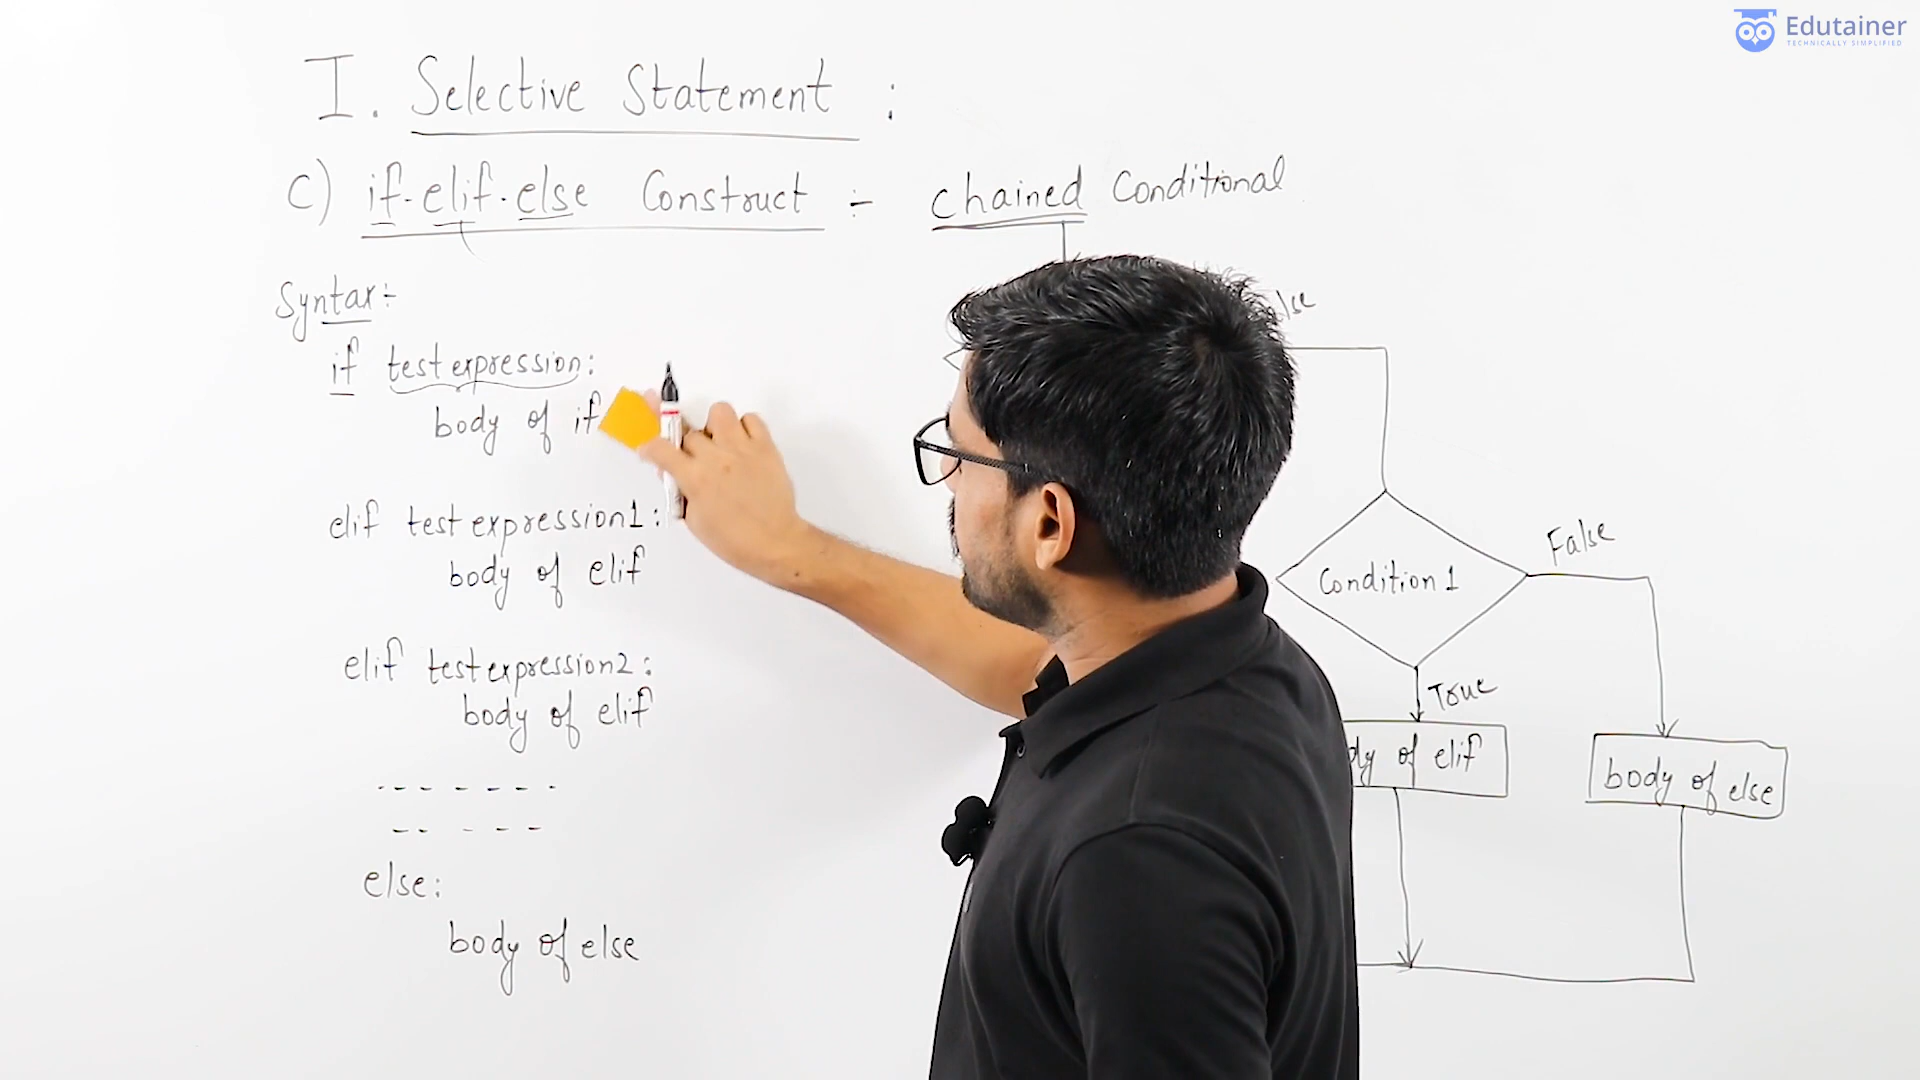 Edutainer
TECHNICALLY SIMPLIFIED
I. Selective Statement :
C) if-elif-else Construct :- chained Conditional
Syntax:-
if test expression:
body of if
elif test expression1:
body of elif
elif test expression2:
body of elif
else:
body of else
Condition 1
False
True
of elif
body of else